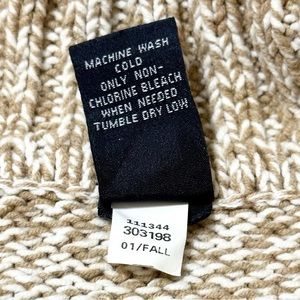 MACHINE WASH
COLD
ONLY NON-
CHLORINE BLEACH
WHEN NEEDED
TUMBLE DRY LOW
111344
303198
01/FALL